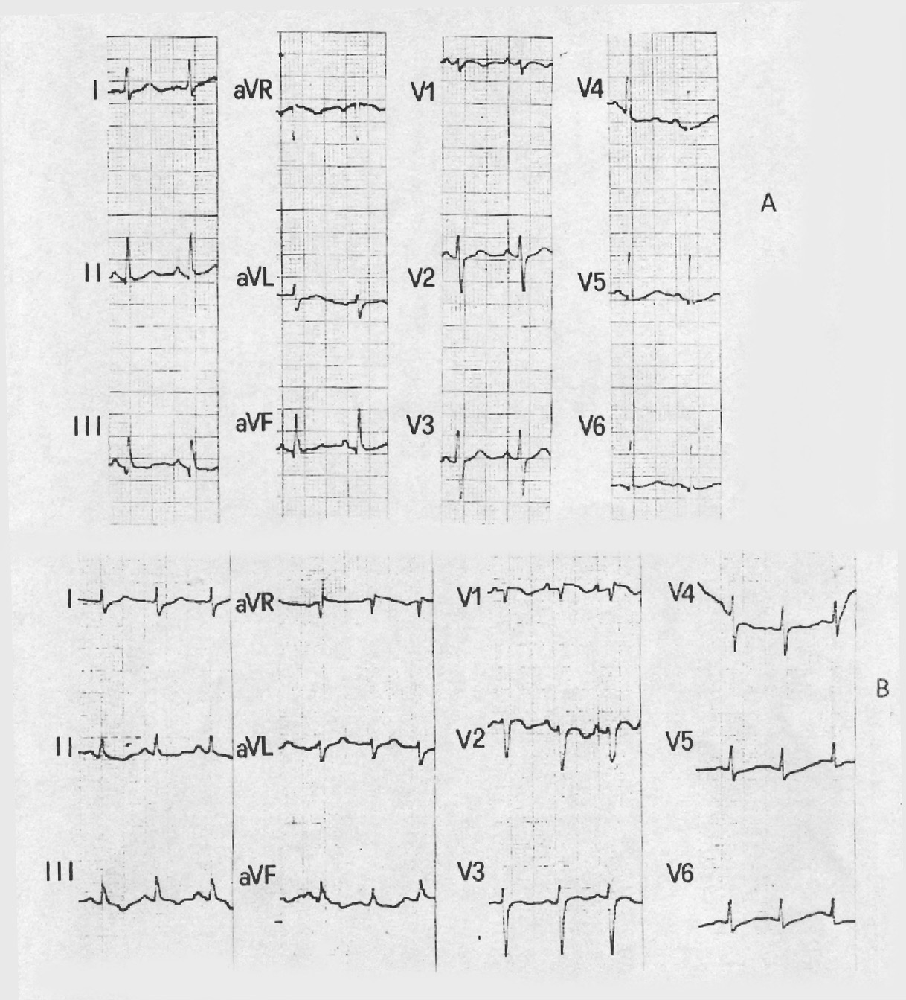 I aVR V1 V4
A
II aVL V2 V5
III aVF V3 V6
I aVR V1 V4
B
II aVL V2 V5
III aVF V3 V6